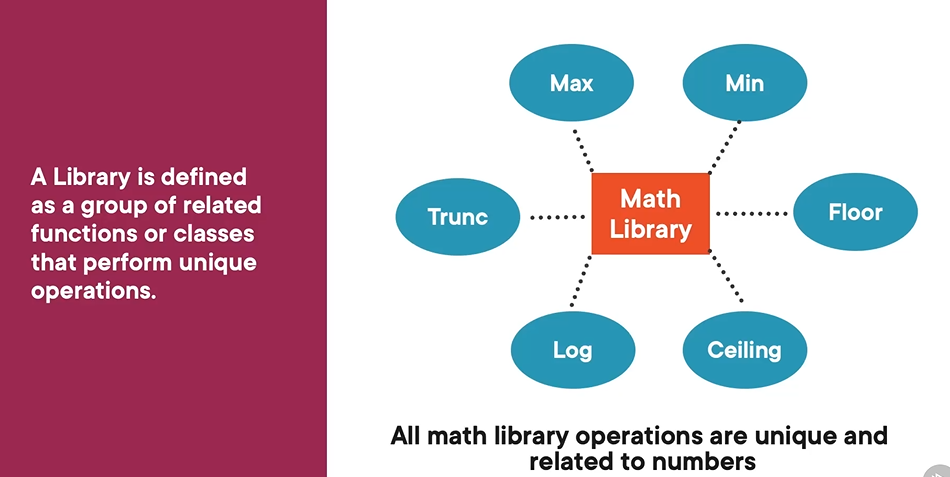 A Library is defined
as a group of related
functions or classes
that perform unique
operations.
Max
Min
Trunc
Math
Library
Floor
Log
Ceiling
All math library operations are unique and
related to numbers